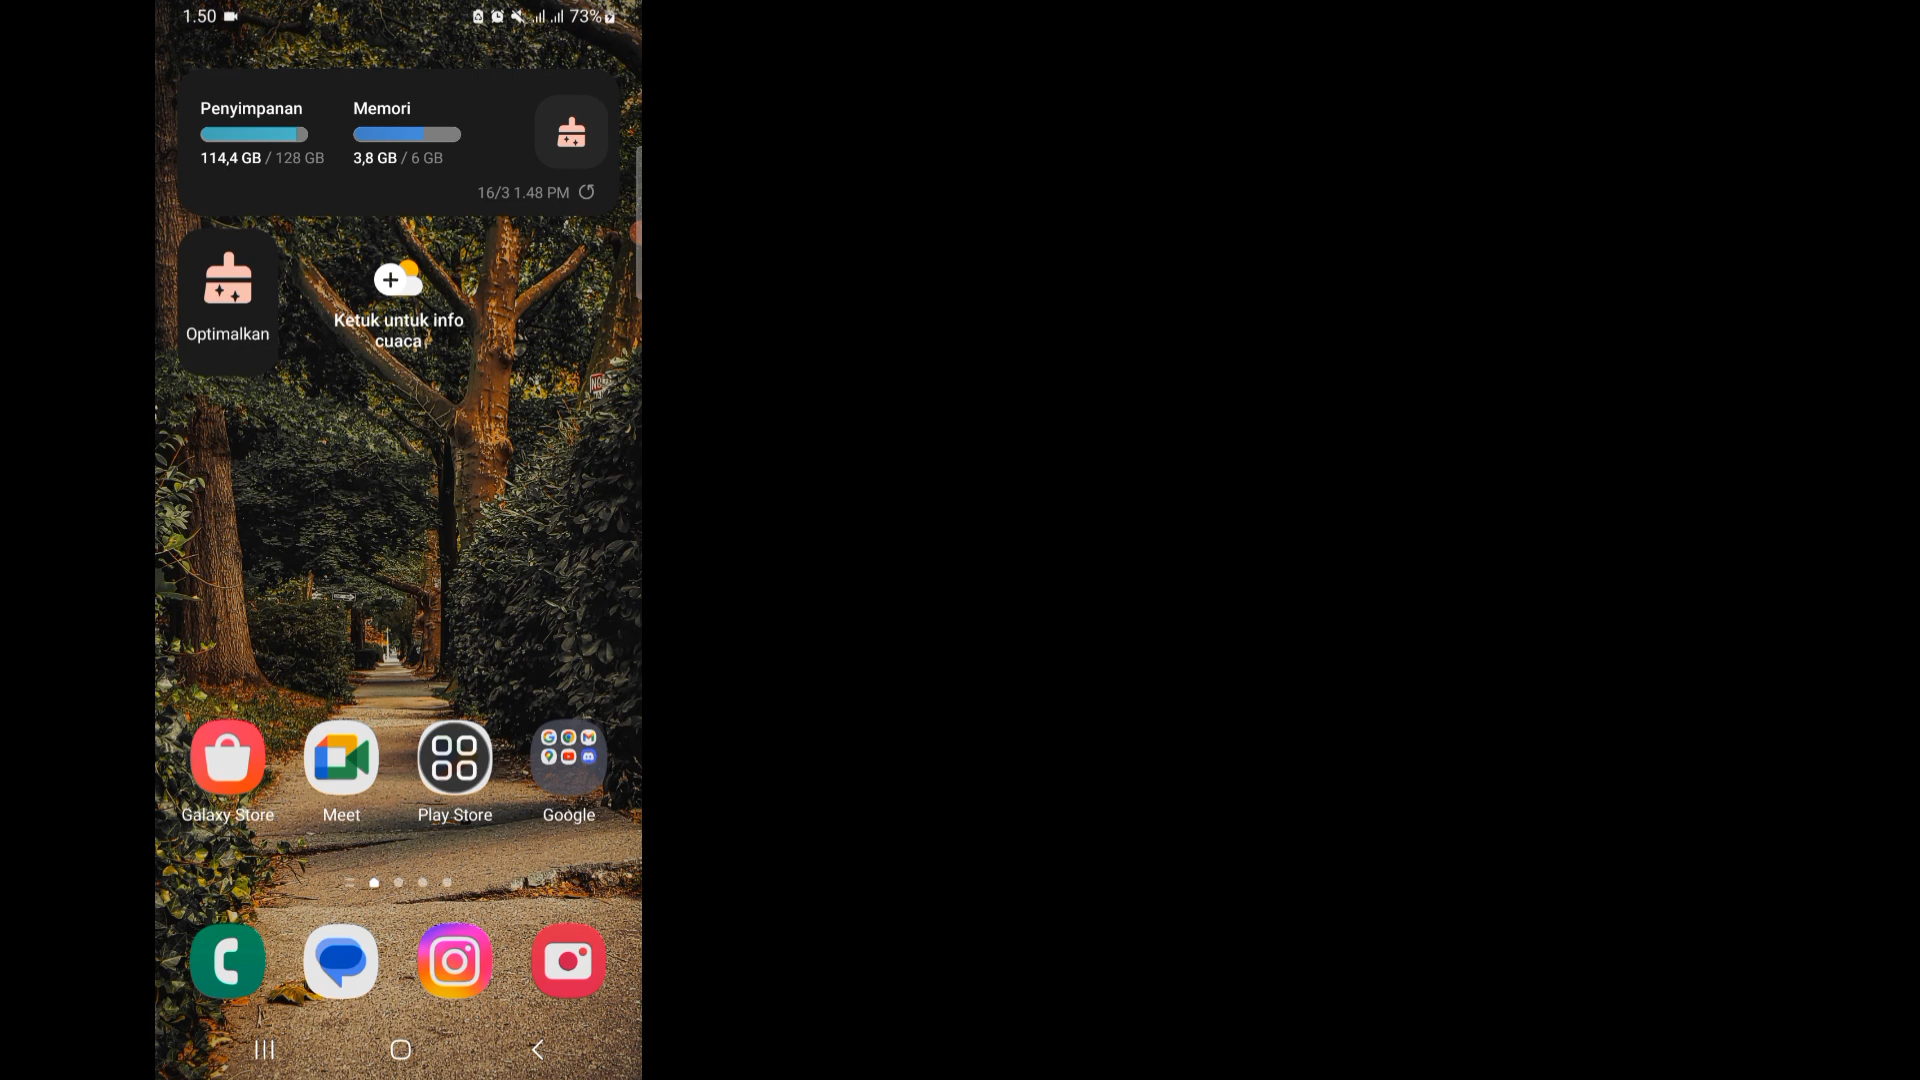 1.50 73%
Penyimpanan Memori
114,4 GB / 128 GB 3,8 GB / 6 GB
16/3 1.48 PM
Optimalkan
Ketuk untuk info
cuaca
NO
Galaxy Store Meet Play Store Google